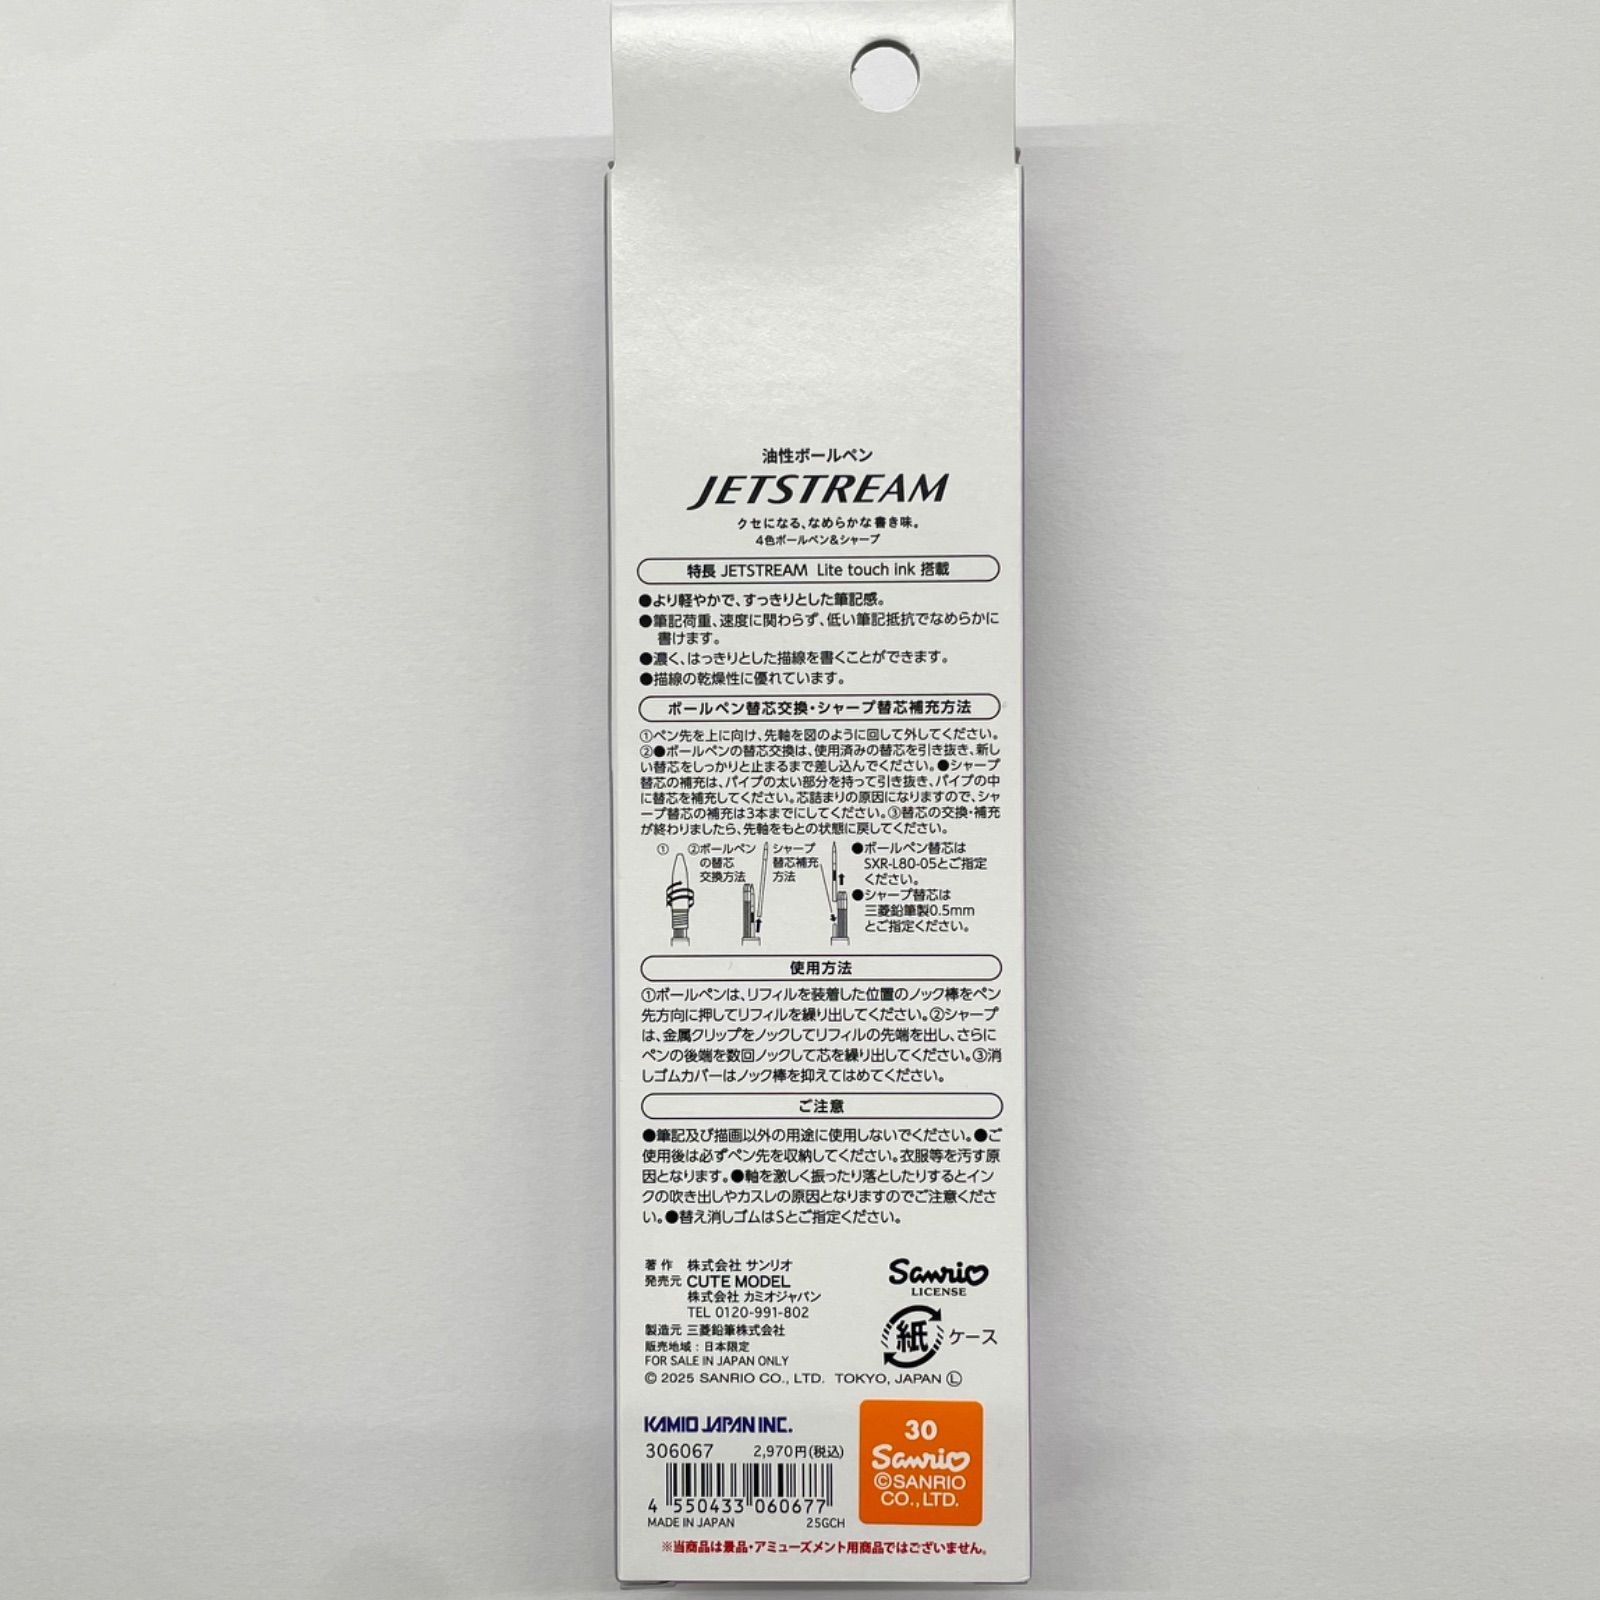 油性ボールペン
JETSTREAM
クセになる、なめらかな書き味。
4色ボールペン&シャープ
特長 JETSTREAM Lite touch ink 搭載
●より軽やかで、すっきりとした筆記感。
●筆記荷重、速度に関わらず、低い筆記抵抗でなめらかに
書けます。
●濃く、はっきりとした描線を書くことができます。
●描線の乾燥性に優れています。
ボールペン替芯交換・シャープ替芯補充方法
①ペン先を上に向け、先軸を図のように回して外してください。
②●ボールペンの替芯交換は、使用済みの替芯を引き抜き、新し
い替芯をしっかりと止まるまで差し込んでください。●シャープ
替芯の補充は、パイプの太い部分を持って引き抜き、パイプの中
に替芯を補充してください。芯詰まりの原因になりますので、シャ
ープ替芯の補充は3本までにしてください。③替芯の交換・補充
が終わりましたら、先軸をもとの状態に戻してください。
①
②ボールペン
の替芯
交換方法
シャープ
替芯補充
方法
●ボールペン替芯は
SXR-L80-05とご指定
ください。
●シャープ替芯は
三菱鉛筆製0.5mm
とご指定ください。
使用方法
①ボールペンは、リフィルを装着した位置のノック棒をペン
先方向に押してリフィルを繰り出してください。②シャープ
は、金属クリップをノックしてリフィルの先端を出し、さらに
ペンの後端を数回ノックして芯を繰り出してください。③消
しゴムカバーはノック棒を抑えてはめてください。
ご注意
●筆記及び描画以外の用途に使用しないでください。●ご
使用後は必ずペン先を収納してください。衣服等を汚す原
因となります。●軸を激しく振ったり落としたりするとイン
クの吹き出しやカスレの原因となりますのでご注意くださ
い。●替え消しゴムはSとご指定ください。
著作 株式会社 サンリオ
発売元 CUTE MODEL
株式会社 カミオジャパン
TEL 0120-991-802
製造元 三菱鉛筆株式会社
販売地域:日本限定
FOR SALE IN JAPAN ONLY
© 2025 SANRIO CO., LTD. TOKYO, JAPAN Ⓛ
Sanrio
LICENSE
紙 ケース
KAMIO JAPAN INC.
306067 2,970円(税込)
4 550433 060677
MADE IN JAPAN 25GCH
30
Sanrio
©SANRIO
CO.,LTD.
※当商品は景品・アミューズメント用商品ではございません。